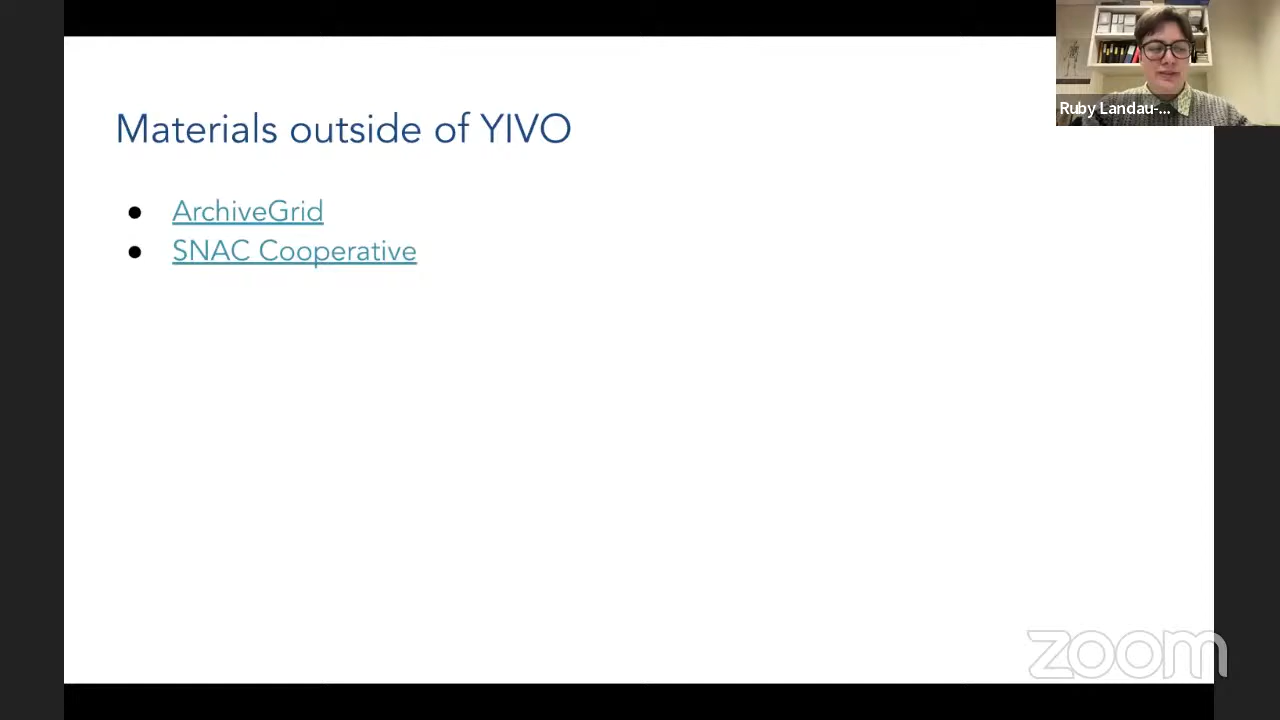 Materials outside of YIVO
● ArchiveGrid
● SNAC Cooperative
Ruby Landau-...
zoom